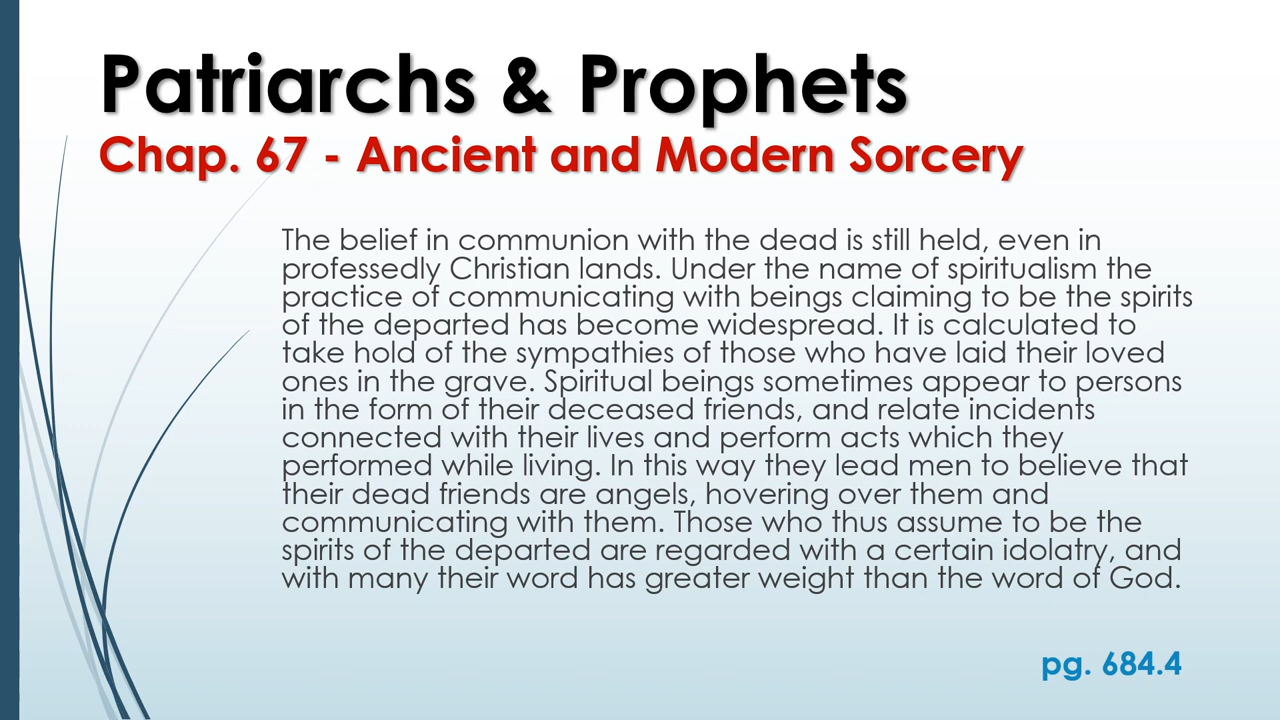 Patriarchs & Prophets
Chap. 67 - Ancient and Modern Sorcery
The belief in communion with the dead is still held, even in
professedly Christian lands. Under the name of spiritualism the
practice of communicating with beings claiming to be the spirits
of the departed has become widespread. It is calculated to
take hold of the sympathies of those who have laid their loved
ones in the grave. Spiritual beings sometimes appear to persons
in the form of their deceased friends, and relate incidents
connected with their lives and perform acts which they
performed while living. In this way they lead men to believe that
their dead friends are angels, hovering over them and
communicating with them. Those who thus assume to be the
spirits of the departed are regarded with a certain idolatry, and
with many their word has greater weight than the word of God.
pg. 684.4